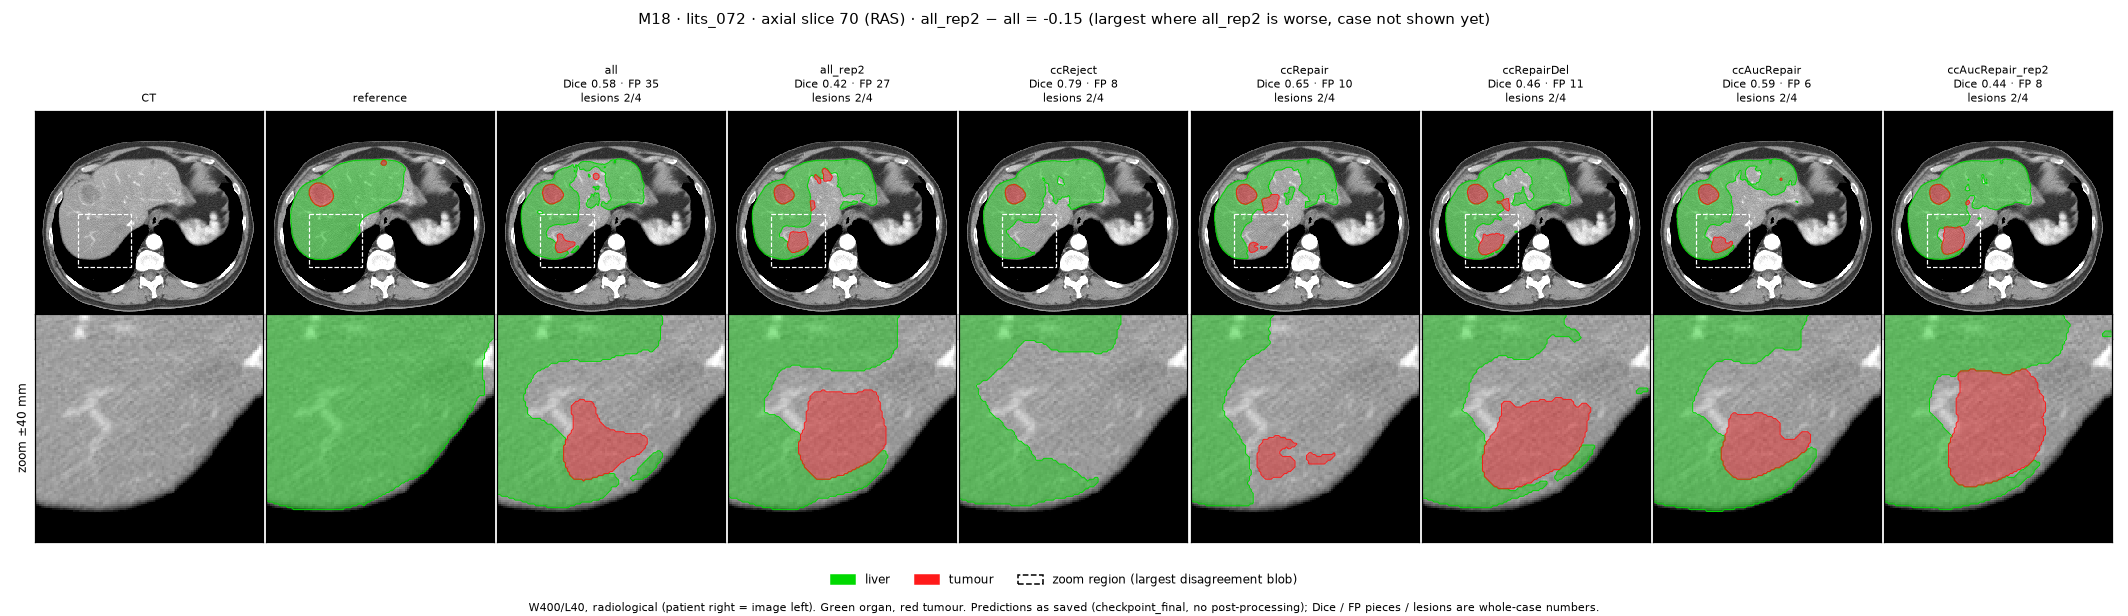 M18 · lits_072 · axial slice 70 (RAS) · all_rep2 − all = -0.15 (largest where all_rep2 is worse, case not shown yet)
CT
reference
all
Dice 0.58 · FP 35
lesions 2/4
all_rep2
Dice 0.42 · FP 27
lesions 2/4
ccReject
Dice 0.79 · FP 8
lesions 2/4
ccRepair
Dice 0.65 · FP 10
lesions 2/4
ccRepairDel
Dice 0.46 · FP 11
lesions 2/4
ccAucRepair
Dice 0.59 · FP 6
lesions 2/4
ccAucRepair_rep2
Dice 0.44 · FP 8
lesions 2/4
zoom ±40 mm
liver
tumour
zoom region (largest disagreement blob)
W400/L40, radiological (patient right = image left). Green organ, red tumour. Predictions as saved (checkpoint_final, no post-processing); Dice / FP pieces / lesions are whole-case numbers.